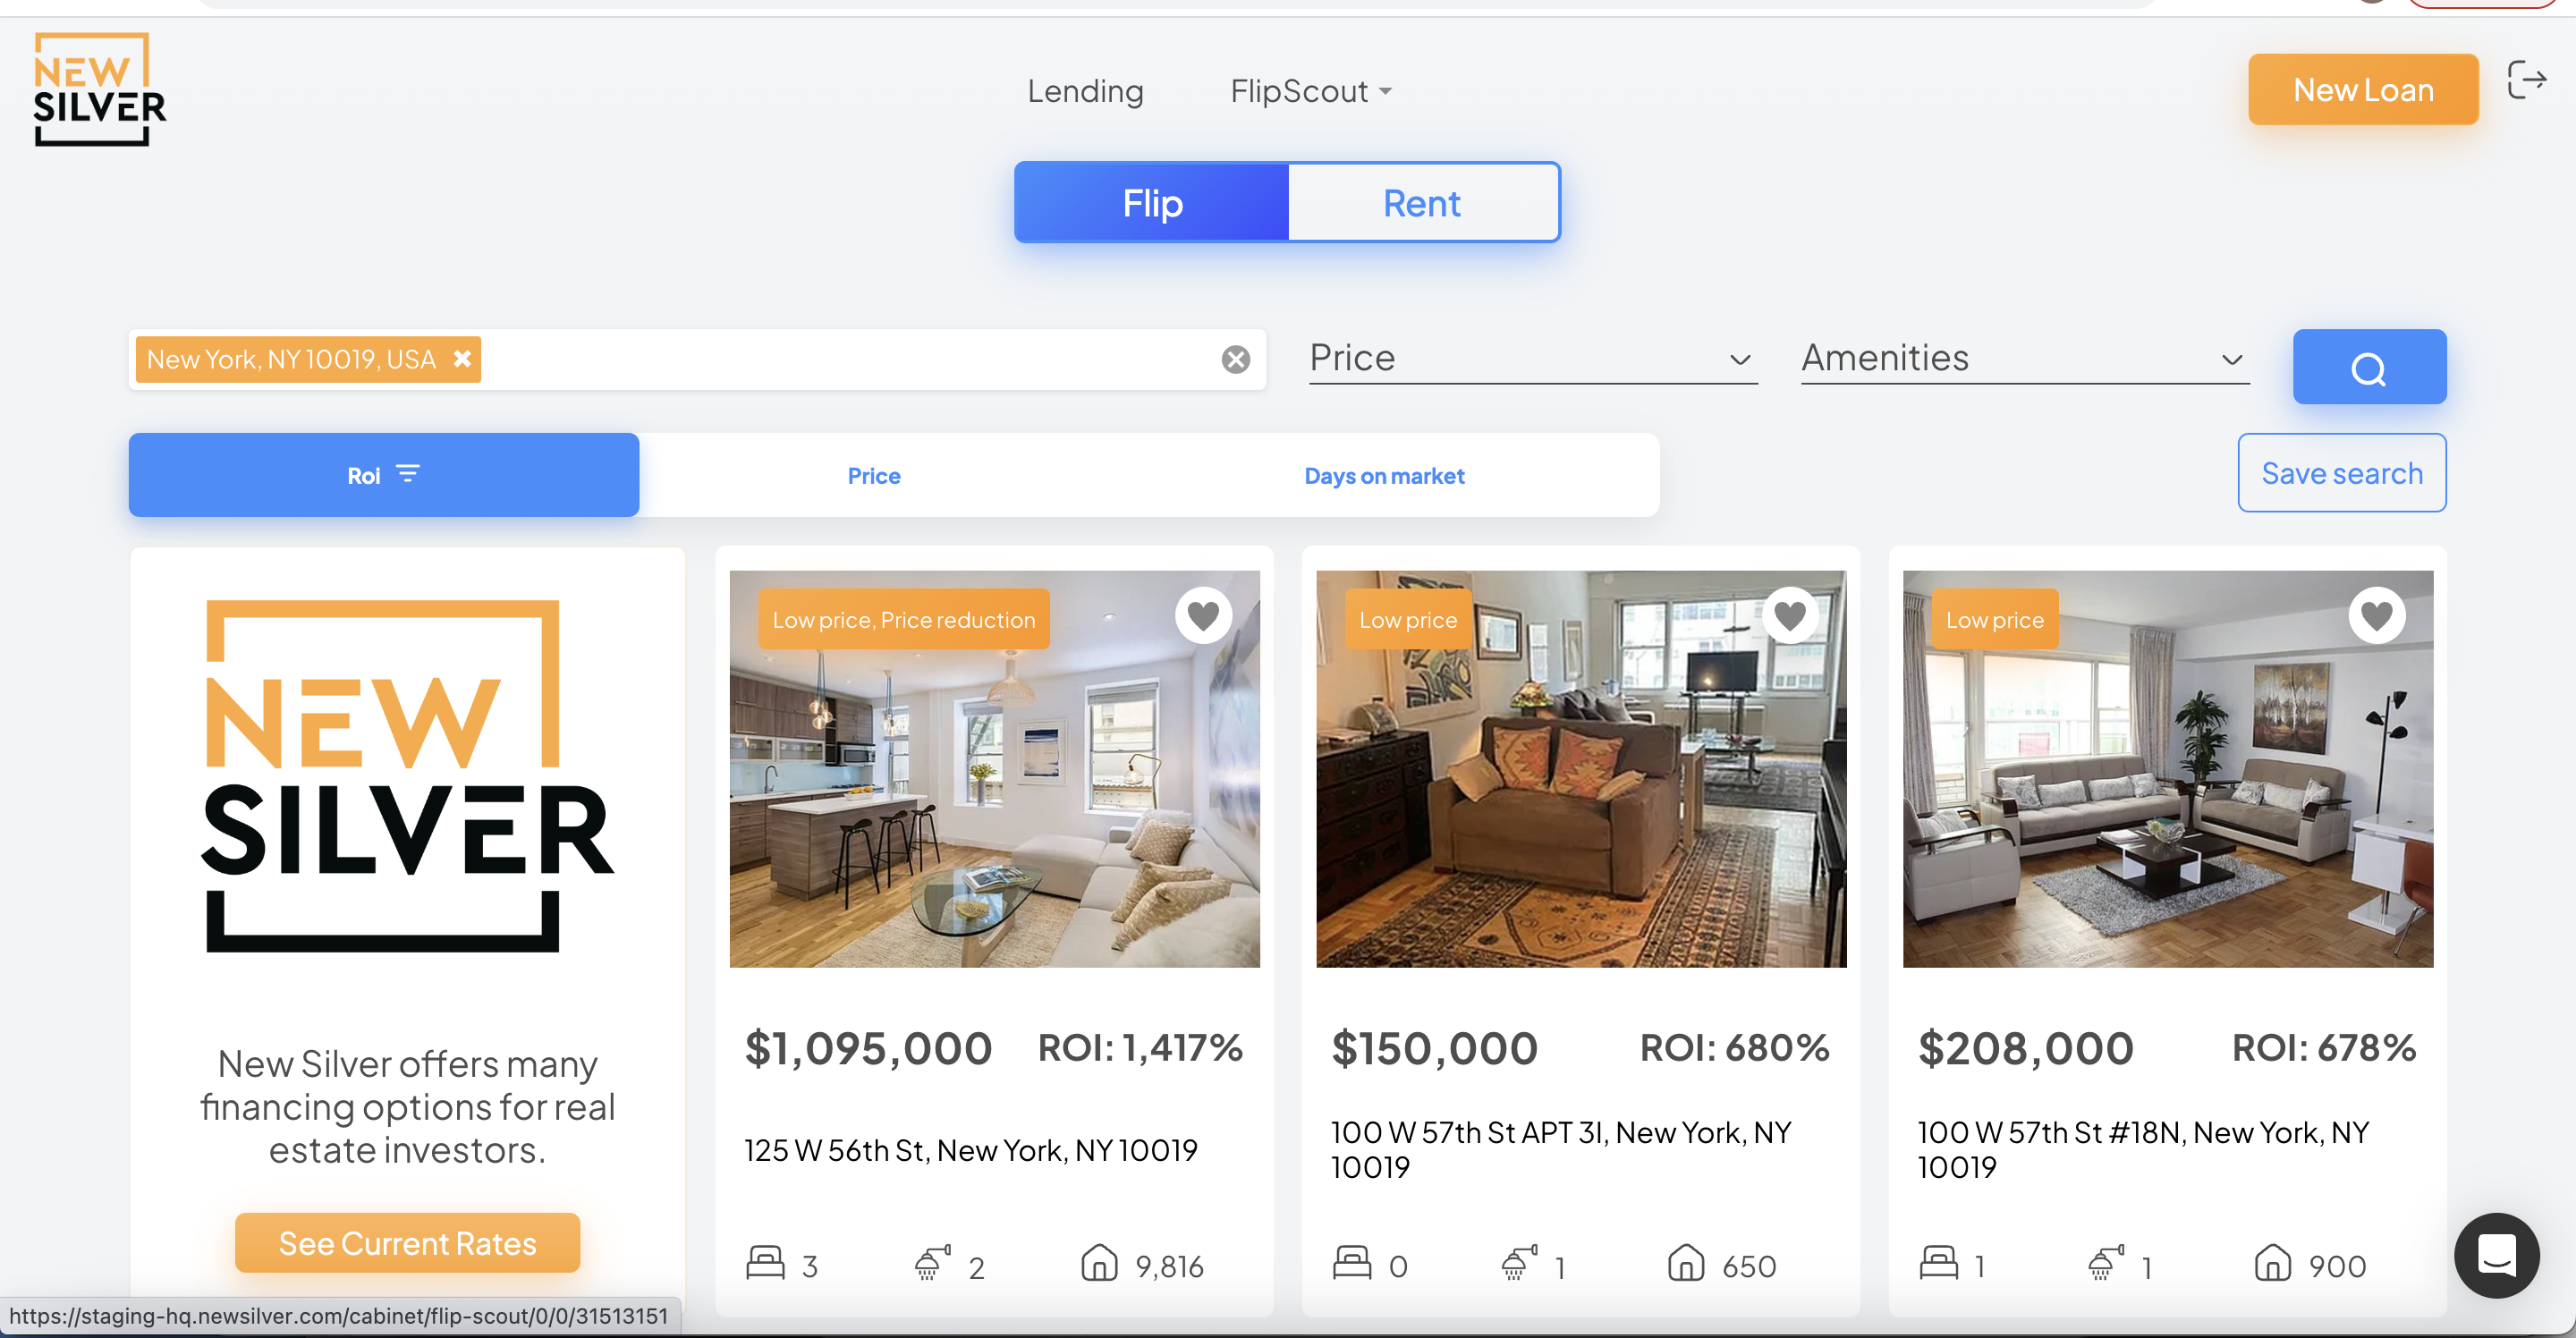 NEW
SILVER
Lending
FlipScout
New Loan
Flip
Rent
New York, NY 10019, USA
Price
Amenities
Roi
Price
Days on market
Save search
NEW
SILVER
New Silver offers many
financing options for real
estate investors.
See Current Rates
Low price, Price reduction
$1,095,000
ROI: 1,417%
125 W 56th St, New York, NY 10019
3
2
9,816
Low price
$150,000
ROI: 680%
100 W 57th St APT 3I, New York, NY
10019
0
1
650
Low price
$208,000
ROI: 678%
100 W 57th St #18N, New York, NY
10019
1
1
900
https://staging-hq.newsilver.com/cabinet/flip-scout/0/0/31513151